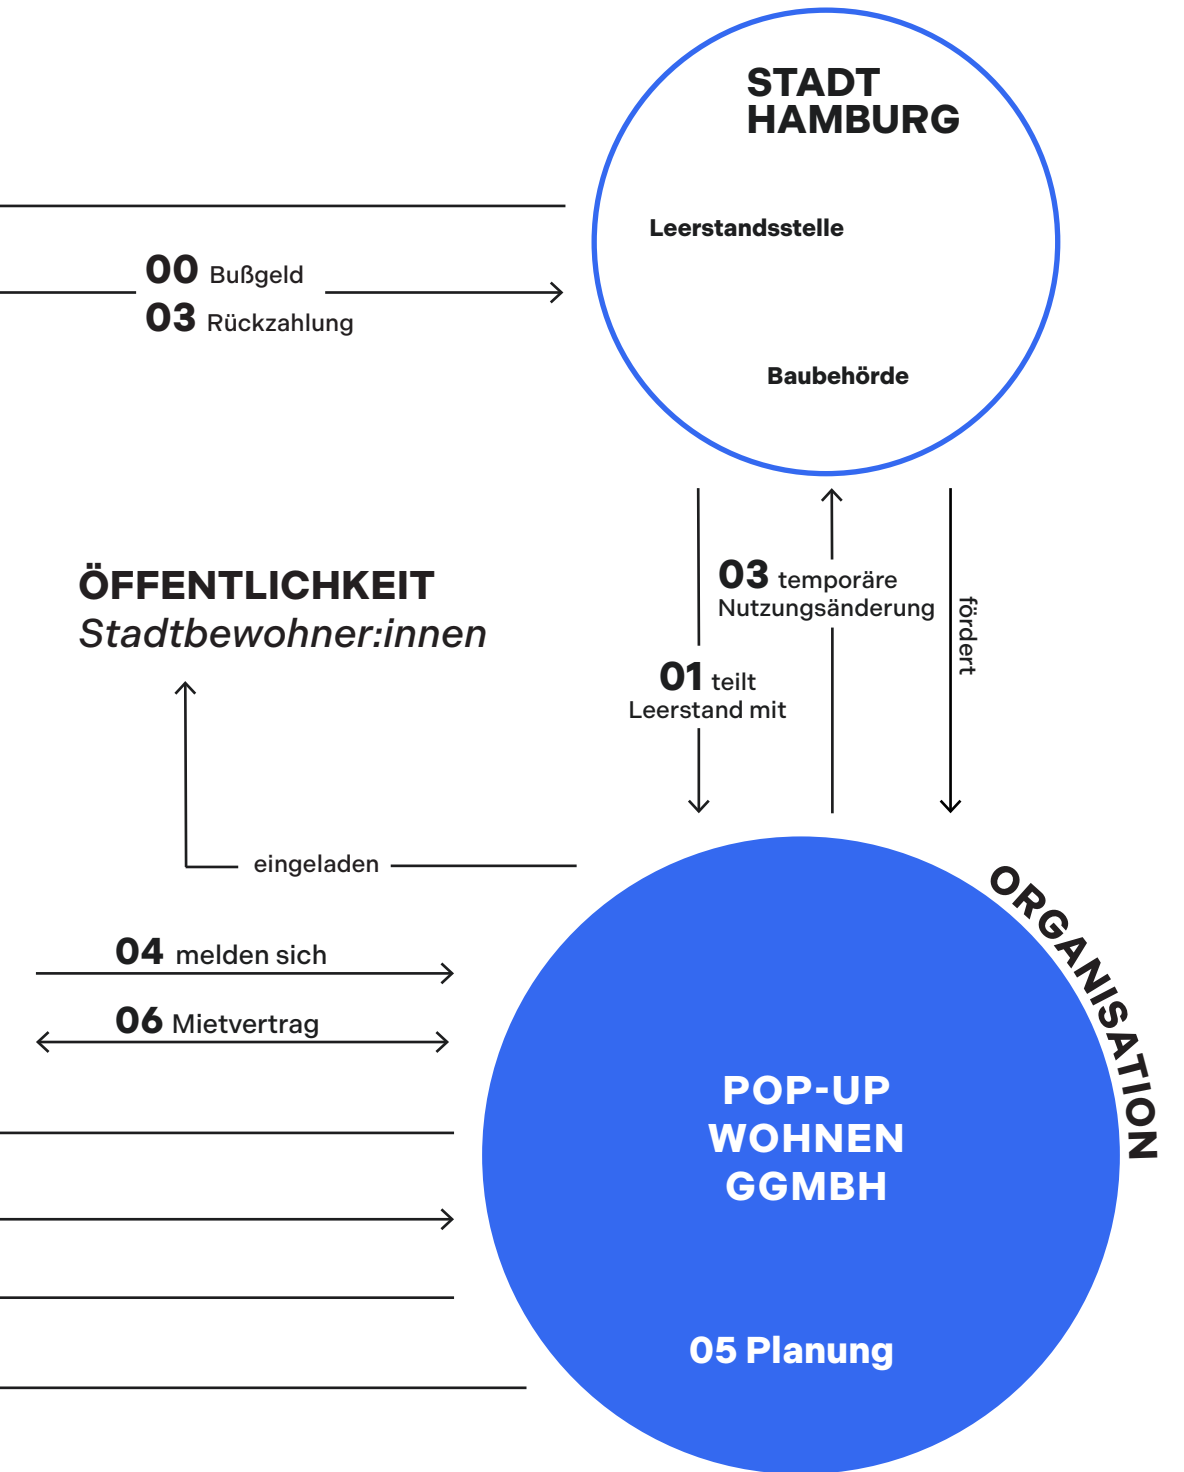 STADT
HAMBURG
Leerstandsstelle
00 Bußgeld
03 Rückzahlung
Baubehörde
ÖFFENTLICHKEIT
Stadtbewohner:innen
03 temporäre
Nutzungsänderung
fördert
01 teilt
Leerstand mit
eingeladen
ORGANISATION
04 melden sich
06 Mietvertrag
POP-UP
WOHNEN
GGMBH
05 Planung